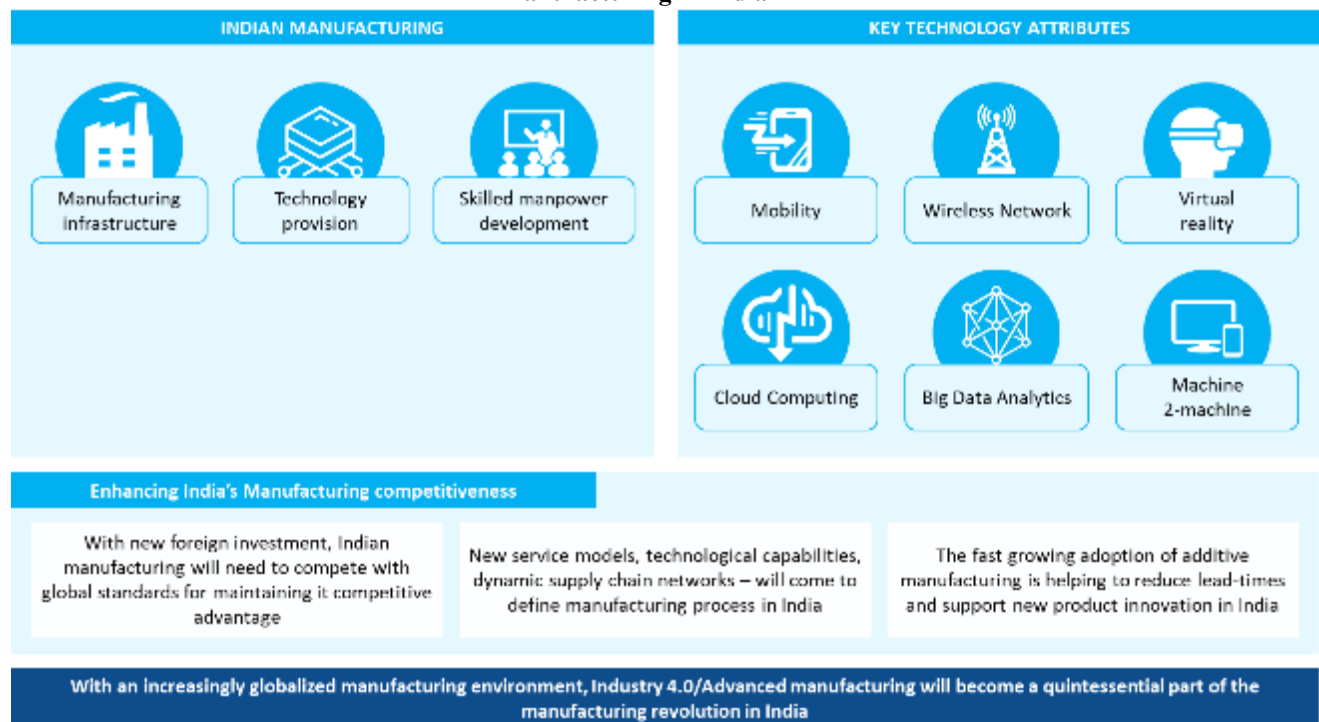 INDIAN MANUFACTURING
KEY TECHNOLOGY ATTRIBUTES
Manufacturing
infrastructure
Technology
provision
Skilled manpower
development
Mobility
Wireless Network
Virtual
reality
Cloud Computing
Big Data Analytics
Machine
2-machine
Enhancing India's Manufacturing competitiveness
With new foreign investment, Indian
manufacturing will need to compete with
global standards for maintaining it competitive
advantage
New service models, technological capabilities,
dynamic supply chain networks – will come to
define manufacturing process in India
The fast growing adoption of additive
manufacturing is helping to reduce lead-times
and support new product innovation in India
With an increasingly globalized manufacturing environment, Industry 4.0/Advanced manufacturing will become a quintessential part of the
manufacturing revolution in India